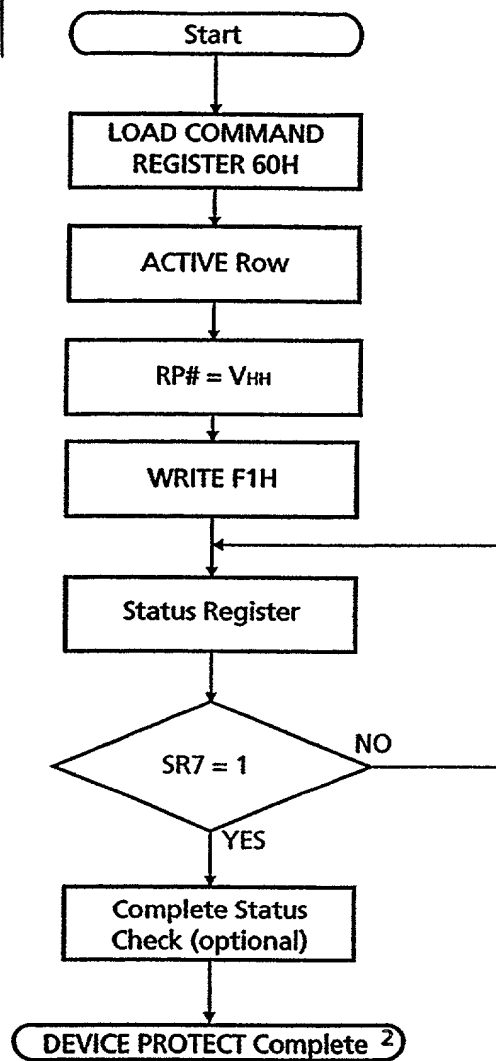 Start
LOAD COMMAND
REGISTER 60H
ACTIVE Row
RP# = VHH
WRITE F1H
Status Register
SR7 = 1
NO
YES
Complete Status
Check (optional)
DEVICE PROTECT Complete 2